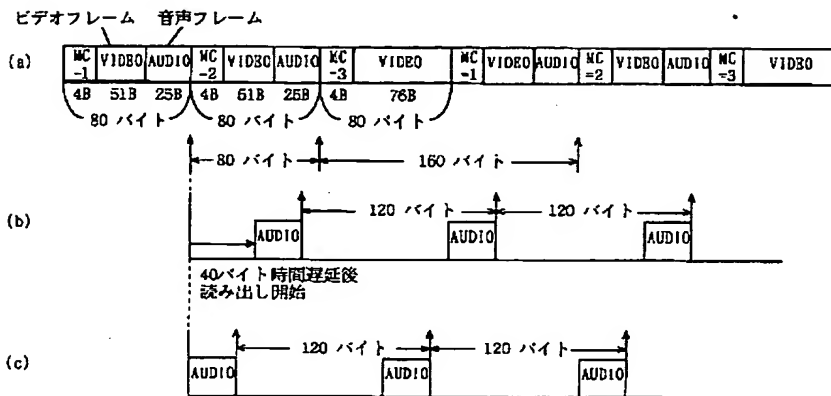 ビデオフレーム 音声フレーム
(a)
MC-1 VIDEO AUDIO MC-2 VIDEO AUDIO MC-3 VIDEO MC-1 VIDEO AUDIO MC=2 VIDEO AUDIO MC=3 VIDEO
4B 51B 25B 4B 51B 25B 4B 76B
80 バイト 80 バイト 80 バイト
80 バイト 160 バイト
(b)
120 バイト 120 バイト
AUDIO AUDIO AUDIO
40バイト時間遅延後
読み出し開始
(c)
120 バイト 120 バイト
AUDIO AUDIO AUDIO